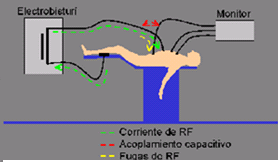 Electrobisturí
Monitor
Corriente de RF
Acoplamiento capacitivo
Fugas de RF